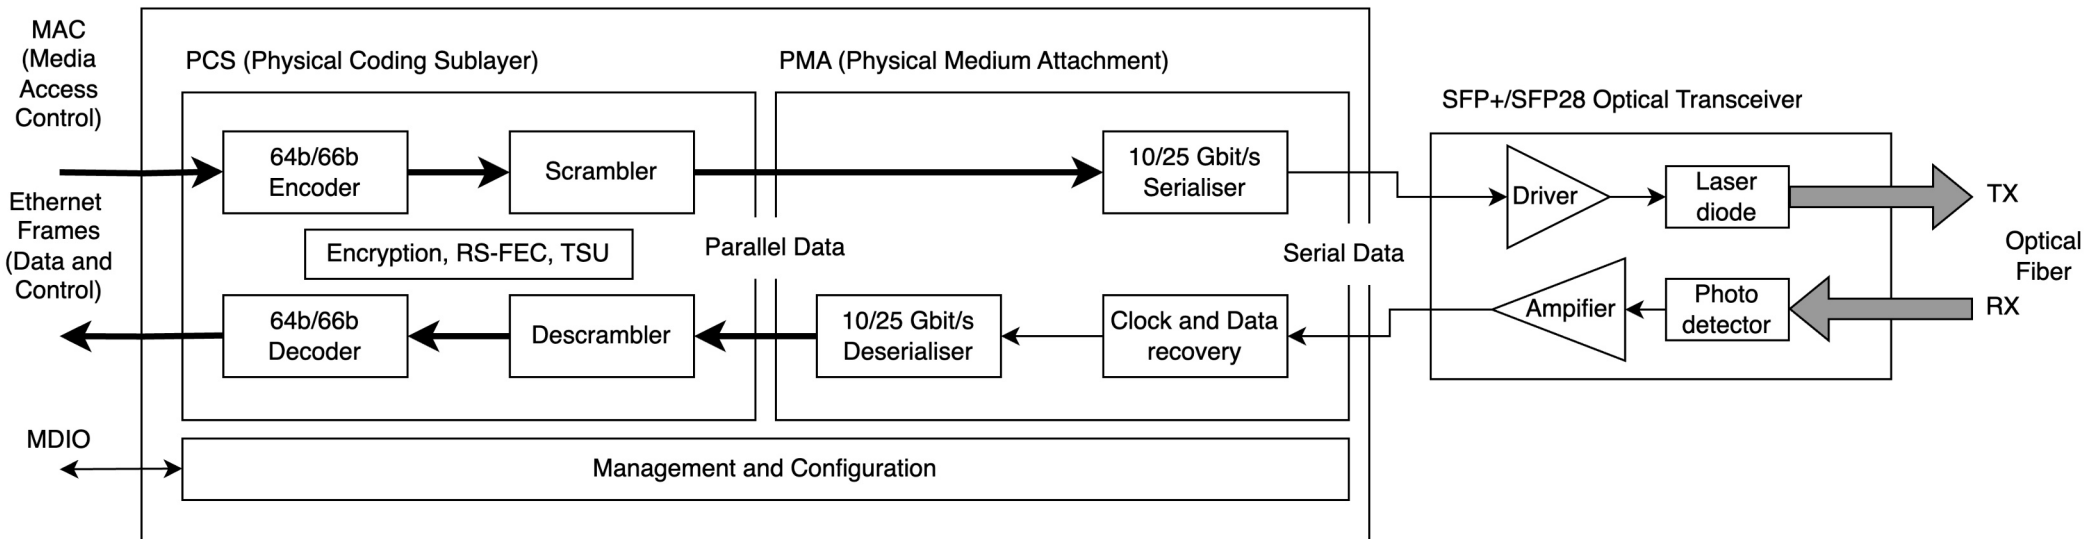 MAC
(Media
Access
Control)
PCS (Physical Coding Sublayer)
PMA (Physical Medium Attachment)
SFP+/SFP28 Optical Transceiver
64b/66b
Encoder
Scrambler
10/25 Gbit/s
Serialiser
Driver
Laser
diode
TX
Ethernet
Frames
(Data and
Control)
Encryption, RS-FEC, TSU
Parallel Data
Serial Data
Optical
Fiber
64b/66b
Decoder
Descrambler
10/25 Gbit/s
Deserialiser
Clock and Data
recovery
Ampifier
Photo
detector
RX
MDIO
Management and Configuration